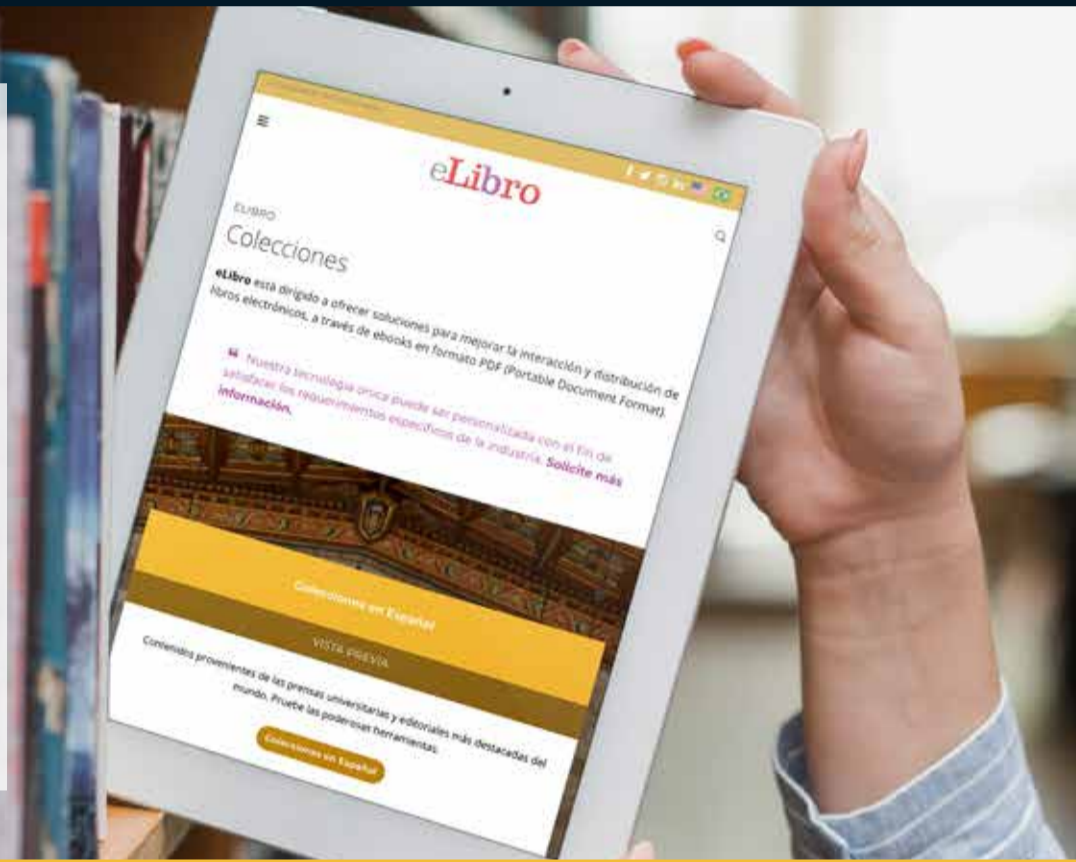 eLibro
ELIBRO
Colecciones
eLibro está dirigido a ofrecer soluciones para mejorar la interacción y distribución de
libros electrónicos, a través de ebooks en formato PDF (Portable Document Format).
“ Nuestra tecnología única puede ser personalizada con el fin de
satisfacer los requerimientos específicos de la industria. Solicite más
información.
Colecciones en Español
VISTA PREVIA
Contenidos provenientes de las prensas universitarias y editoriales más destacadas del
mundo. Pruebe las poderosas herramientas.
Colecciones en Español